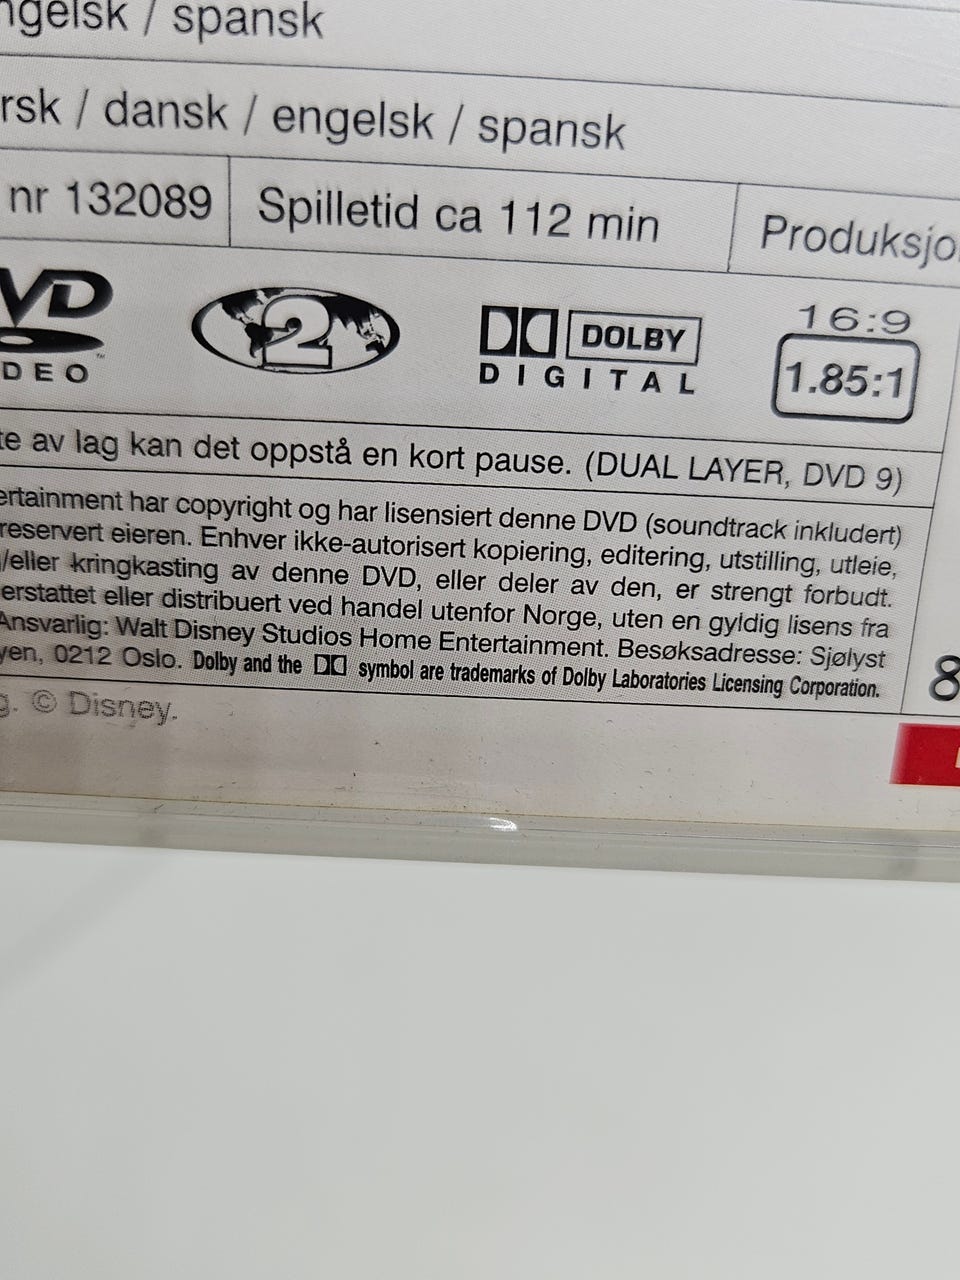 ngelsk / spansk
rsk / dansk / engelsk / spansk
nr 132089 Spilletid ca 112 min Produksjo
VD 2 DOLBY 16:9
DEO DIGITAL 1.85:1
te av lag kan det oppstå en kort pause. (DUAL LAYER, DVD 9)
ertainment har copyright og har lisensiert denne DVD (soundtrack inkludert)
reservert eieren. Enhver ikke-autorisert kopiering, editering, utstilling, utleie,
/eller kringkasting av denne DVD, eller deler av den, er strengt forbudt.
erstattet eller distribuert ved handel utenfor Norge, uten en gyldig lisens fra
Ansvarlig: Walt Disney Studios Home Entertainment. Besøksadresse: Sjølyst
yen, 0212 Oslo. Dolby and the symbol are trademarks of Dolby Laboratories Licensing Corporation.
8
g. © Disney.